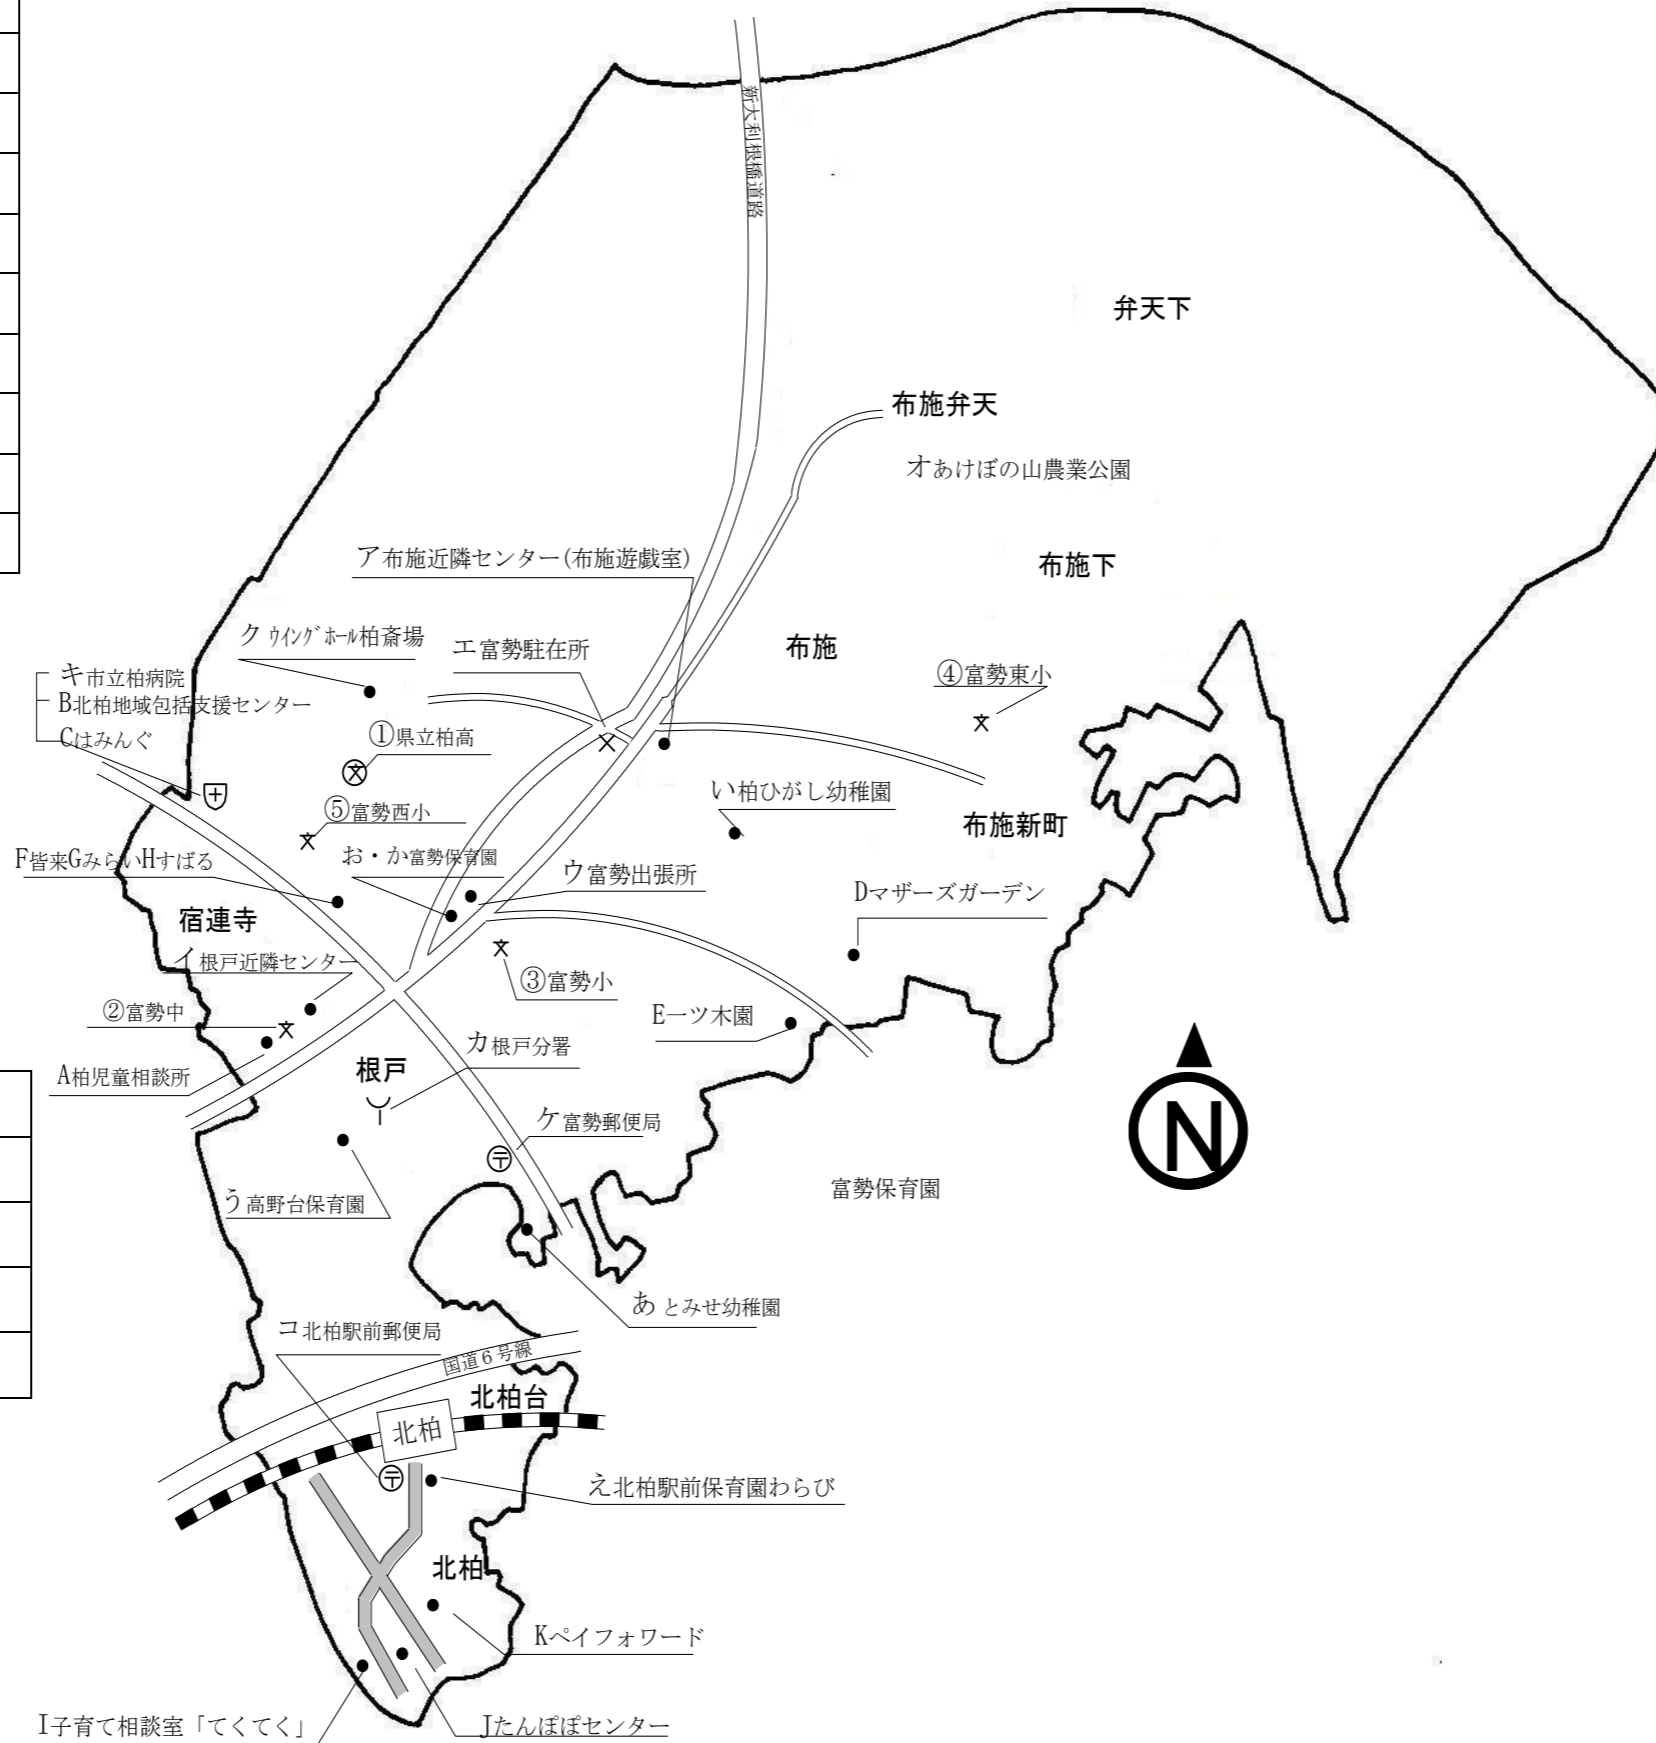 新大利根橋道路
弁天下
布施弁天
オあけぼの山農業公園
ア布施近隣センター(布施遊戯室)
布施下
クウイングホール柏斎場
エ富勢駐在所
布施
④富勢東小
キ市立柏病院
B北柏地域包括支援センター
Cはみんぐ
①県立柏高
文
文
い柏ひがし幼稚園
⑤富勢西小
文
布施新町
F皆来GみらいHすばる
お・か富勢保育園
ウ富勢出張所
Dマザーズガーデン
宿連寺
イ根戸近隣センター
文
③富勢小
②富勢中
文
E一ツ木園
カ根戸分署
根戸
A柏児童相談所
ケ富勢郵便局
〒
N
う高野台保育園
富勢保育園
あとみせ幼稚園
コ北柏駅前郵便局
国道6号線
北柏台
北柏
〒
え北柏駅前保育園わらび
北柏
Kペイフォワード
I子育て相談室「てくてく」
Jたんぽぽセンター